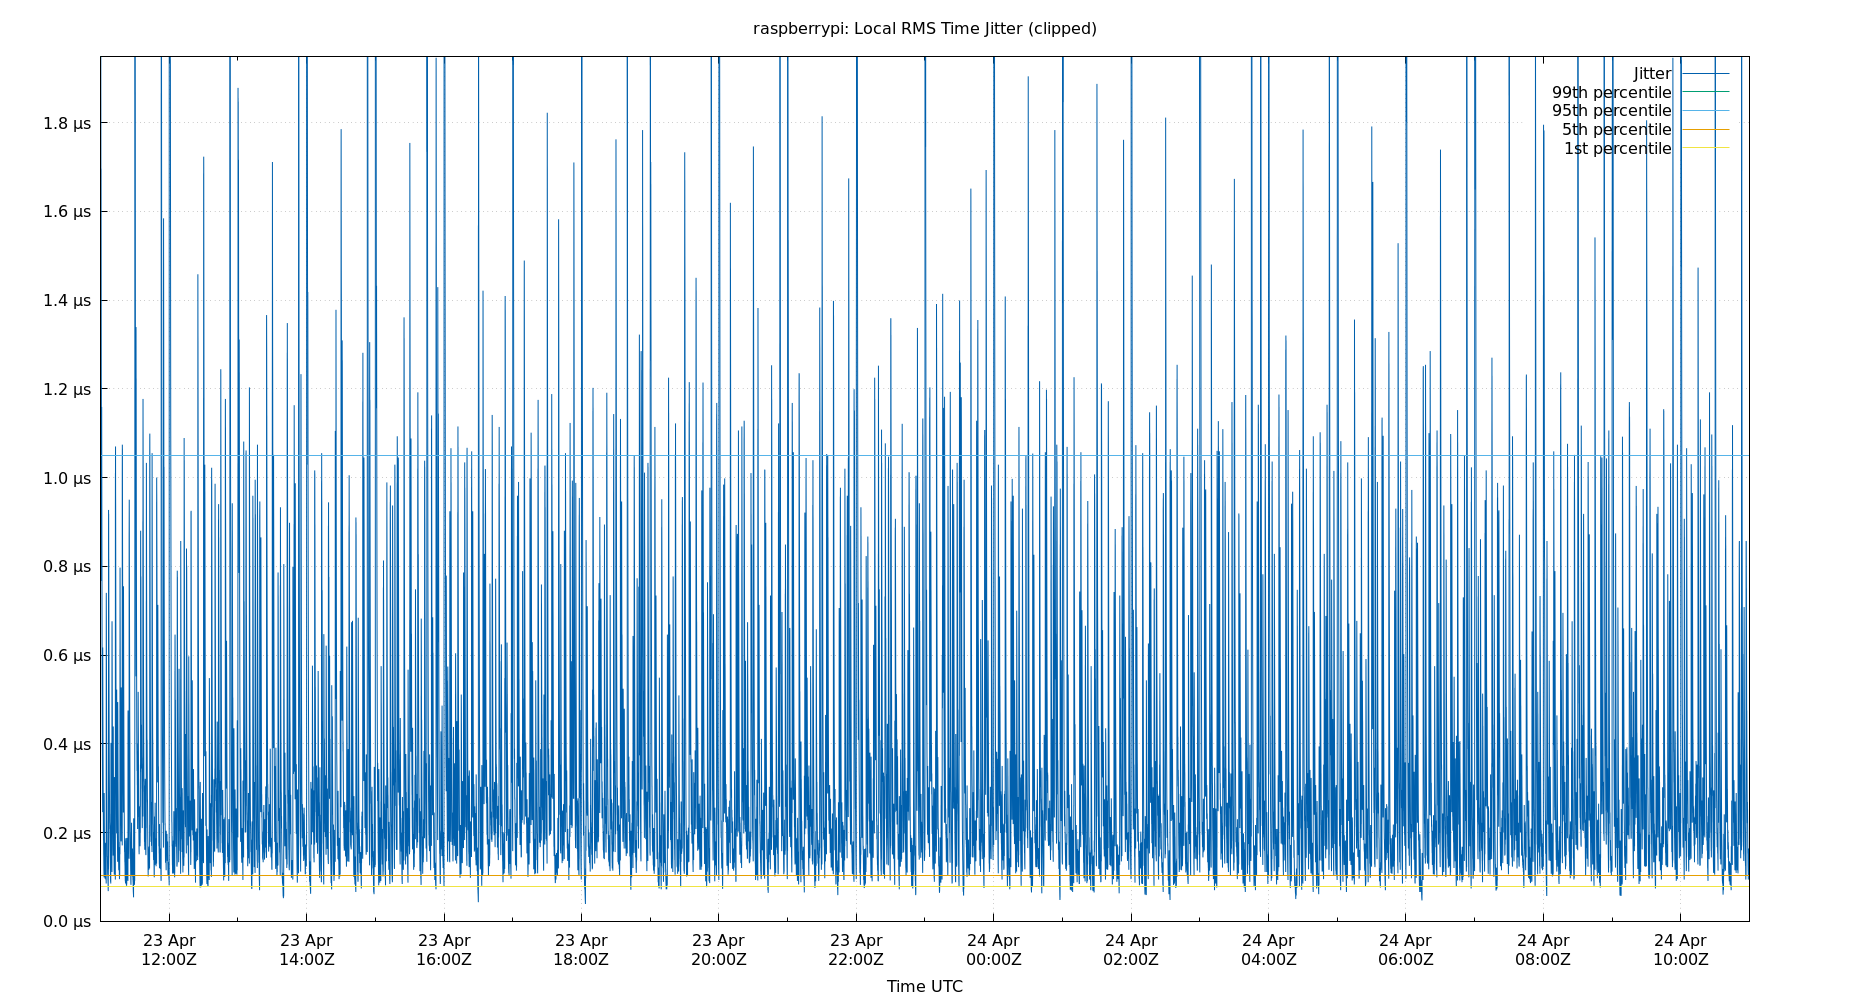 raspberrypi: Local RMS Time Jitter (clipped)
Jitter
99th percentile
95th percentile
5th percentile
1st percentile
1.8 µs
1.6 µs
1.4 µs
1.2 µs
1.0 µs
0.8 µs
0.6 µs
0.4 µs
0.2 µs
0.0 µs
23 Apr 23 Apr 23 Apr 23 Apr 23 Apr 23 Apr 24 Apr 24 Apr 24 Apr 24 Apr 24 Apr 24 Apr
12:00Z 14:00Z 16:00Z 18:00Z 20:00Z 22:00Z 00:00Z 02:00Z 04:00Z 06:00Z 08:00Z 10:00Z
Time UTC